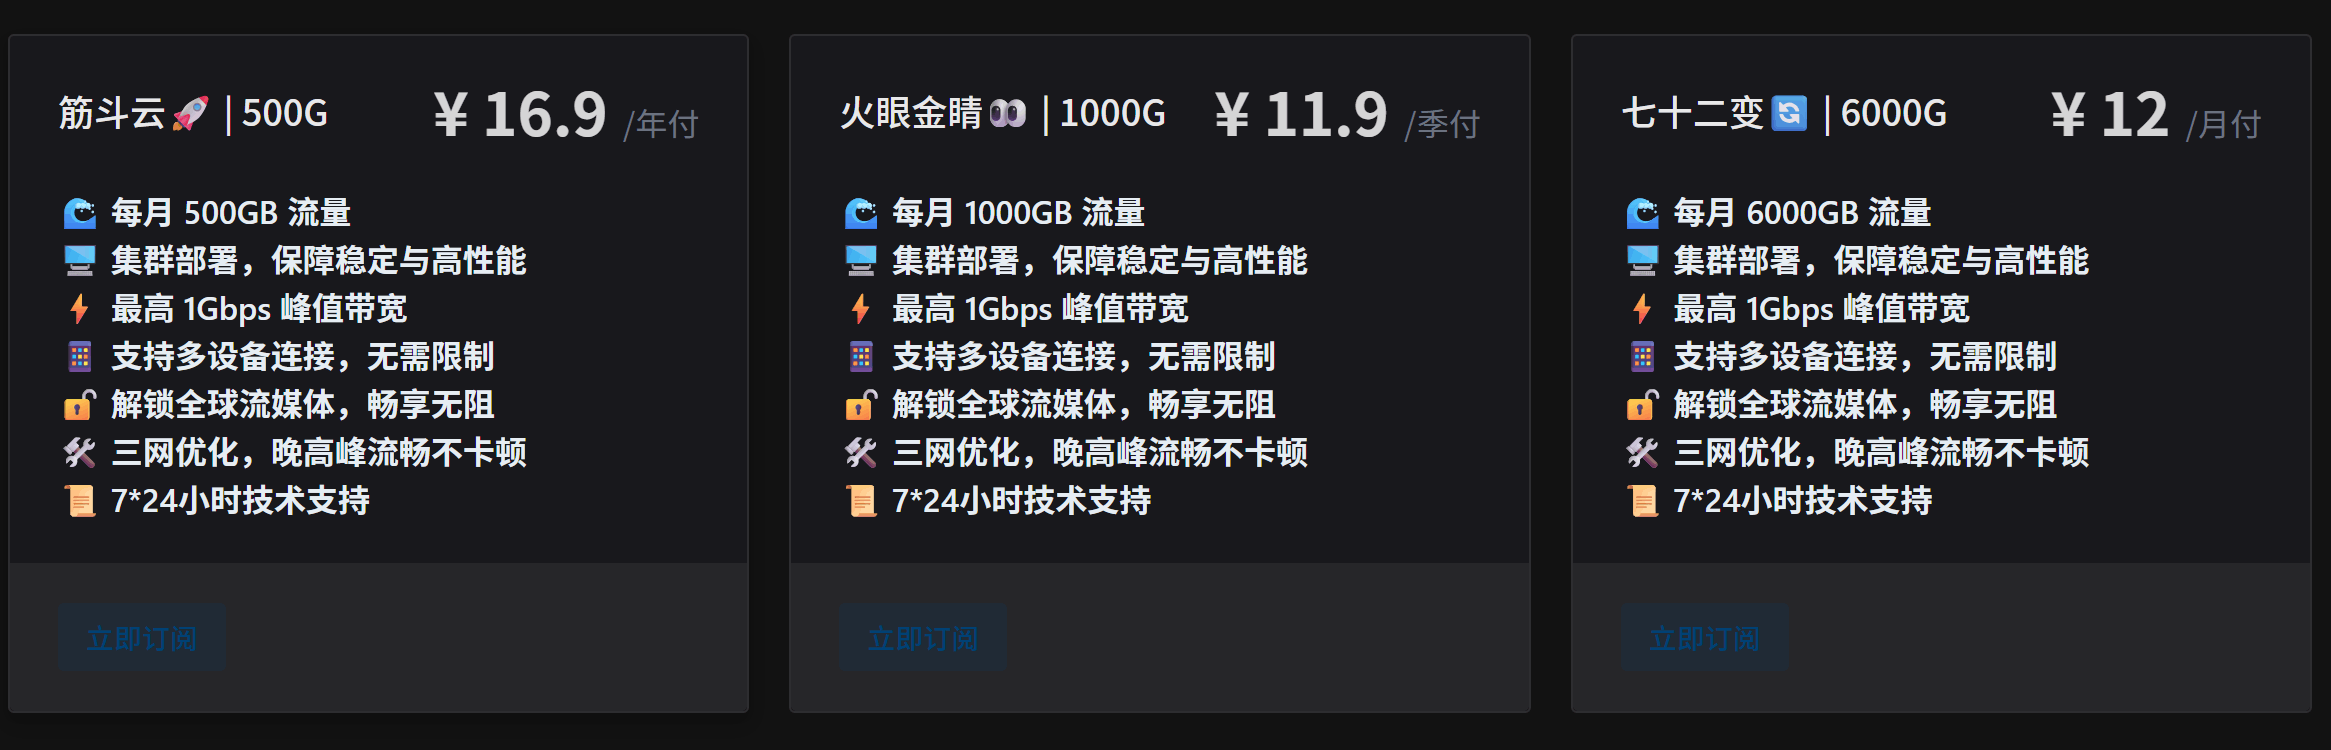 筋斗云🚀 | 500G
¥ 16.9 /年付
🌊 每月 500GB 流量
🖥️ 集群部署，保障稳定与高性能
⚡ 最高 1Gbps 峰值带宽
📱 支持多设备连接，无需限制
🔓 解锁全球流媒体，畅享无阻
🛠️ 三网优化，晚高峰流畅不卡顿
📜 7*24小时技术支持
立即订阅
火眼金睛👀 | 1000G
¥ 11.9 /季付
🌊 每月 1000GB 流量
🖥️ 集群部署，保障稳定与高性能
⚡ 最高 1Gbps 峰值带宽
📱 支持多设备连接，无需限制
🔓 解锁全球流媒体，畅享无阻
🛠️ 三网优化，晚高峰流畅不卡顿
📜 7*24小时技术支持
立即订阅
七十二变🔄 | 6000G
¥ 12 /月付
🌊 每月 6000GB 流量
🖥️ 集群部署，保障稳定与高性能
⚡ 最高 1Gbps 峰值带宽
📱 支持多设备连接，无需限制
🔓 解锁全球流媒体，畅享无阻
🛠️ 三网优化，晚高峰流畅不卡顿
📜 7*24小时技术支持
立即订阅